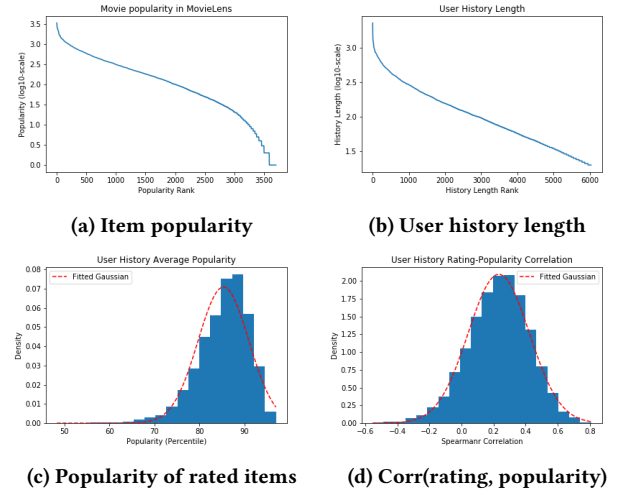 Movie popularity in MovieLens
Popularity (log10-scale)
3.5
3.0
2.5
2.0
1.5
1.0
0.5
0.0
0 500 1000 1500 2000 2500 3000 3500
Popularity Rank
(a) Item popularity
User History Length
History Length (log10-scale)
3.0
2.5
2.0
1.5
0 1000 2000 3000 4000 5000 6000
History Length Rank
(b) User history length
User History Average Popularity
Fitted Gaussian
Density
0.08
0.07
0.06
0.05
0.04
0.03
0.02
0.01
0.00
50 60 70 80 90
Popularity (Percentile)
(c) Popularity of rated items
User History Rating-Popularity Correlation
Fitted Gaussian
Density
2.00
1.75
1.50
1.25
1.00
0.75
0.50
0.25
0.00
−0.6 −0.4 −0.2 0.0 0.2 0.4 0.6 0.8
Spearmanr Correlation
(d) Corr(rating, popularity)